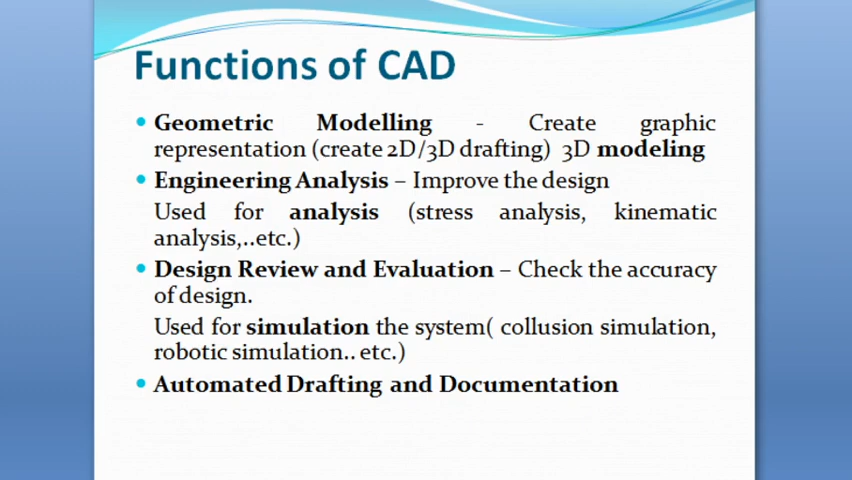 Functions of CAD
• Geometric Modelling - Create graphic
representation (create 2D/3D drafting) 3D modeling
• Engineering Analysis – Improve the design
Used for analysis (stress analysis, kinematic
analysis,..etc.)
• Design Review and Evaluation – Check the accuracy
of design.
Used for simulation the system( collusion simulation,
robotic simulation.. etc.)
• Automated Drafting and Documentation